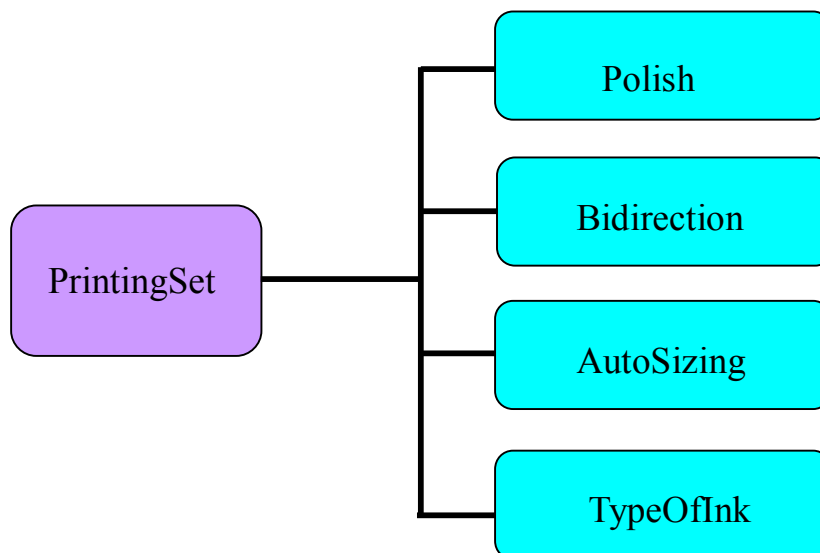 Polish
Bidirection
PrintingSet
AutoSizing
TypeOfInk